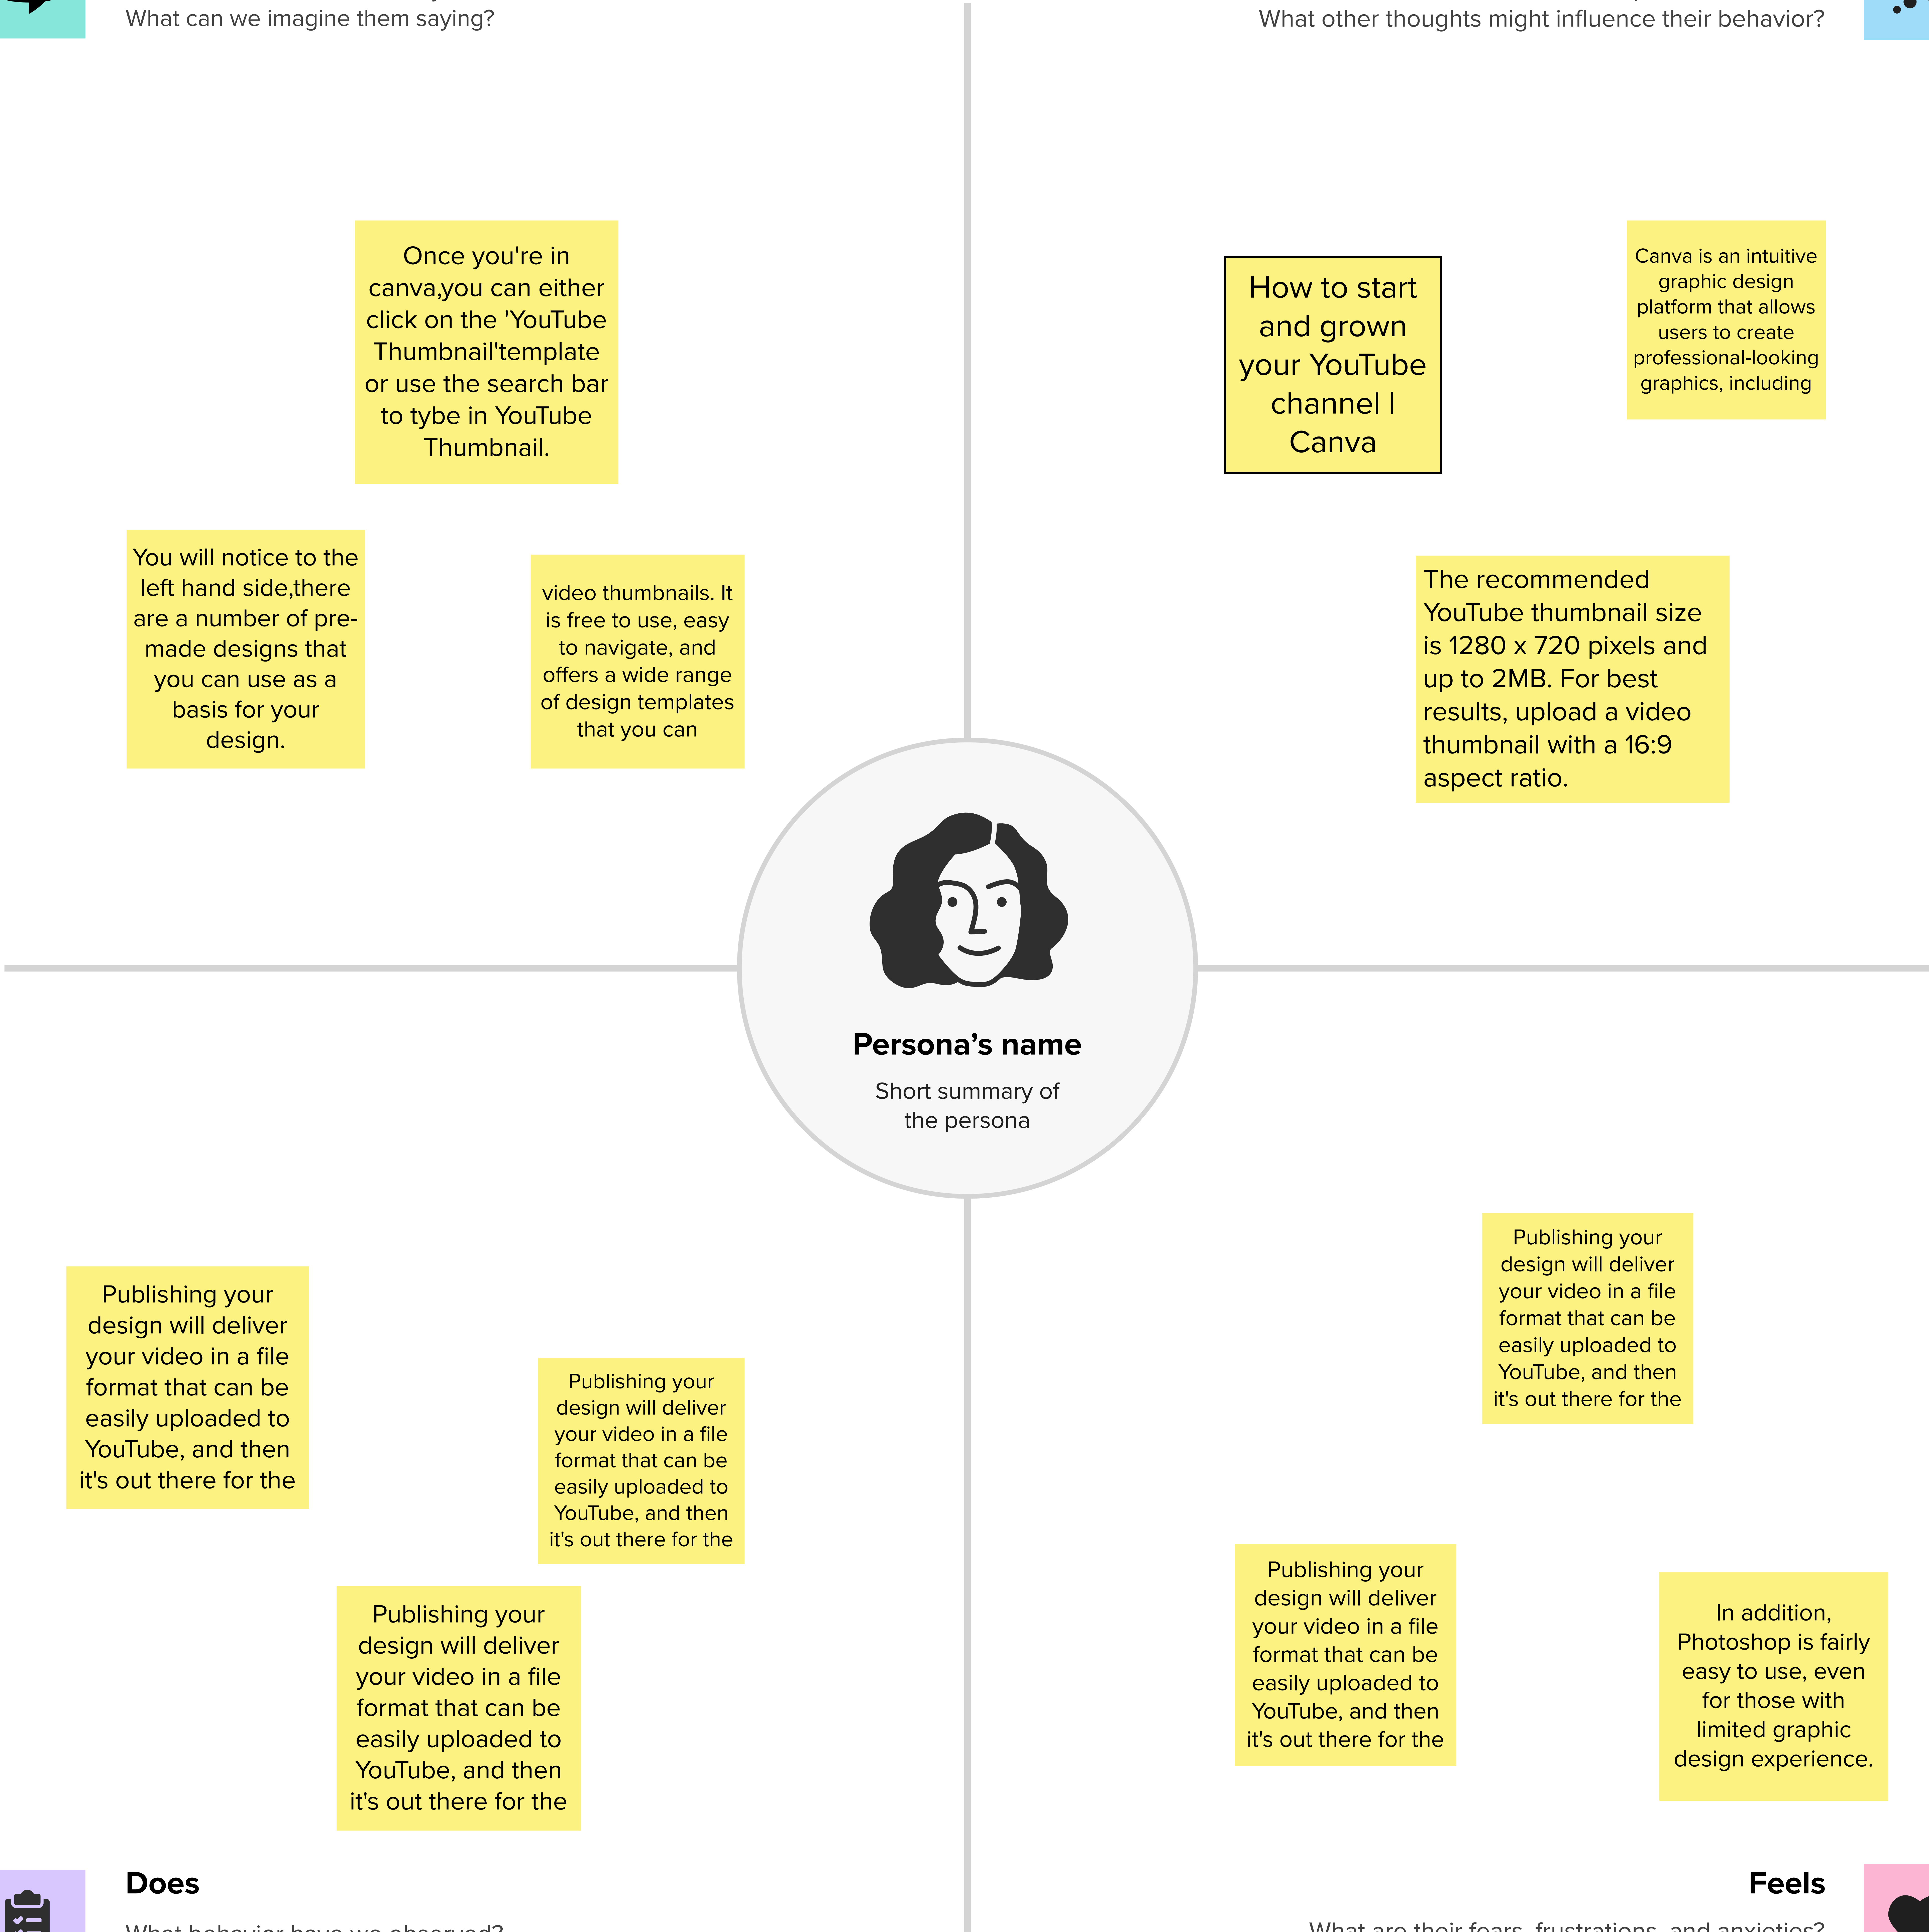 What can we imagine them saying?
What other thoughts might influence their behavior?
Once you're in
canva,you can either
click on the 'YouTube
Thumbnail'template
or use the search bar
to tybe in YouTube
Thumbnail.
You will notice to the
left hand side,there
are a number of pre-
made designs that
you can use as a
basis for your
design.
video thumbnails. It
is free to use, easy
to navigate, and
offers a wide range
of design templates
that you can
How to start
and grown
your YouTube
channel |
Canva
Canva is an intuitive
graphic design
platform that allows
users to create
professional-looking
graphics, including
The recommended
YouTube thumbnail size
is 1280 x 720 pixels and
up to 2MB. For best
results, upload a video
thumbnail with a 16:9
aspect ratio.
Persona’s name
Short summary of
the persona
Publishing your
design will deliver
your video in a file
format that can be
easily uploaded to
YouTube, and then
it's out there for the
Publishing your
design will deliver
your video in a file
format that can be
easily uploaded to
YouTube, and then
it's out there for the
Publishing your
design will deliver
your video in a file
format that can be
easily uploaded to
YouTube, and then
it's out there for the
Publishing your
design will deliver
your video in a file
format that can be
easily uploaded to
YouTube, and then
it's out there for the
Publishing your
design will deliver
your video in a file
format that can be
easily uploaded to
YouTube, and then
it's out there for the
In addition,
Photoshop is fairly
easy to use, even
for those with
limited graphic
design experience.
Does
What behavior have we observed?
Feels
What are their fears, frustrations, and anxieties?